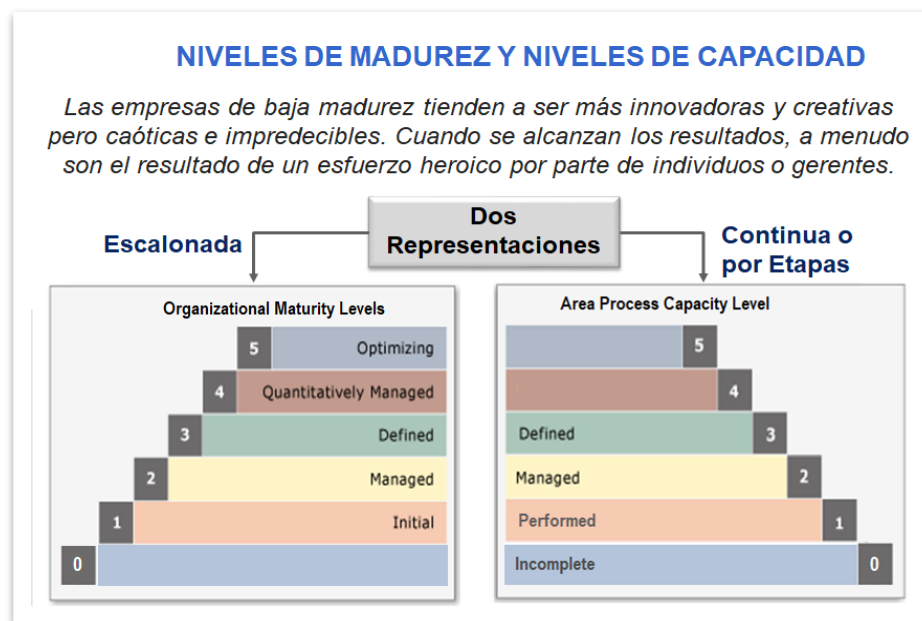 NIVELES DE MADUREZ Y NIVELES DE CAPACIDAD
Las empresas de baja madurez tienden a ser más innovadoras y creativas
pero caóticas e impredecibles. Cuando se alcanzan los resultados, a menudo
son el resultado de un esfuerzo heroico por parte de individuos o gerentes.
Dos
Representaciones
Escalonada
Continua o
por Etapas
Organizational Maturity Levels
5 Optimizing
4 Quantitatively Managed
3 Defined
2 Managed
1 Initial
0
Area Process Capacity Level
5
4
Defined 3
Managed 2
Performed 1
Incomplete 0